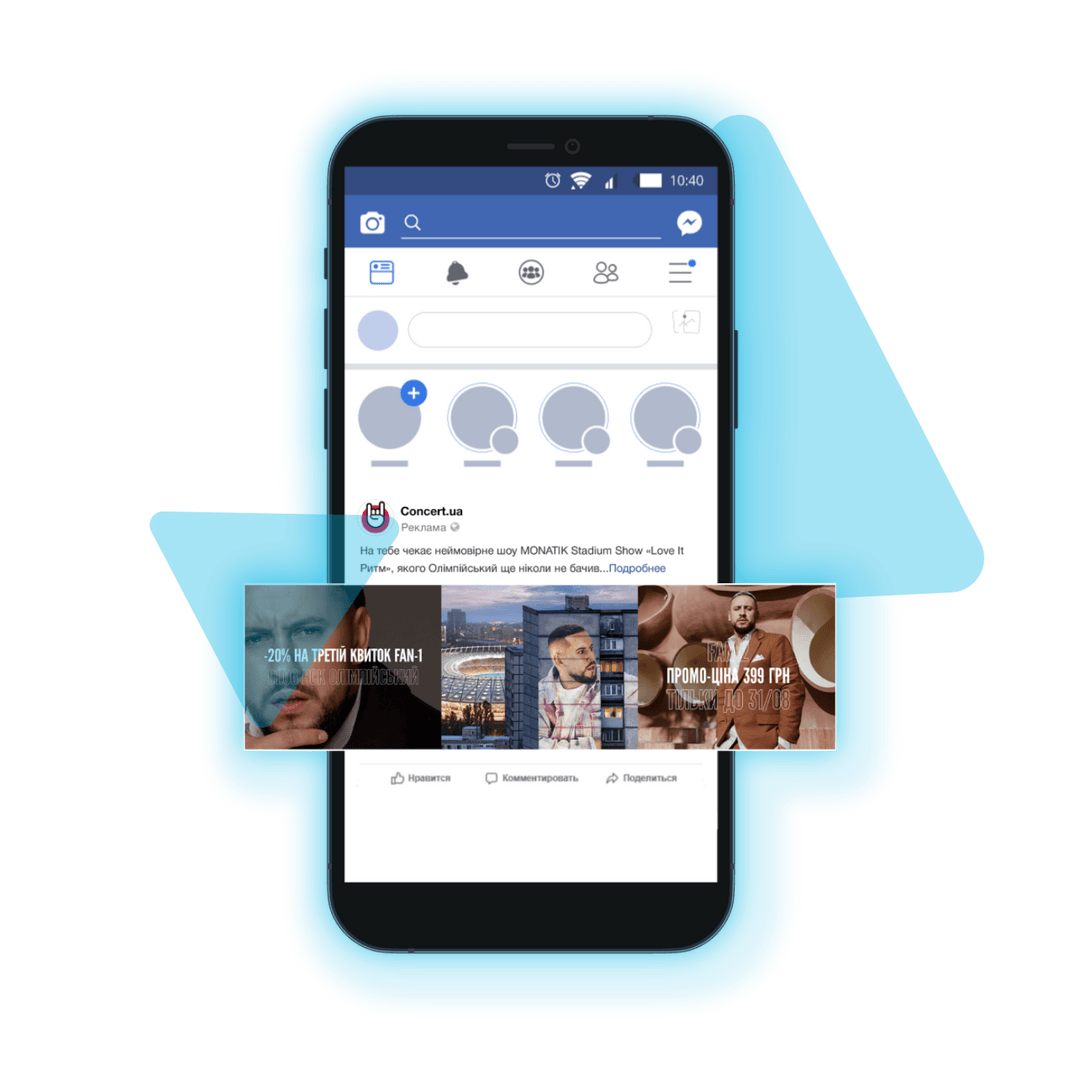 10:40
Concert.ua
Реклама
На тебе чекає неймовірне шоу MONATIK Stadium Show «Love It
Ритм», якого Олімпійський ще ніколи не бачив...Подробнее
-20% НА ТРЕТІЙ КВИТОК FAN-1
ОЛІМПІЙСЬКИЙ
FAN-2
ПРОМО-ЦІНА 399 ГРН
ТІЛЬКИ ДО 31/08
Нравится
Комментировать
Поделиться